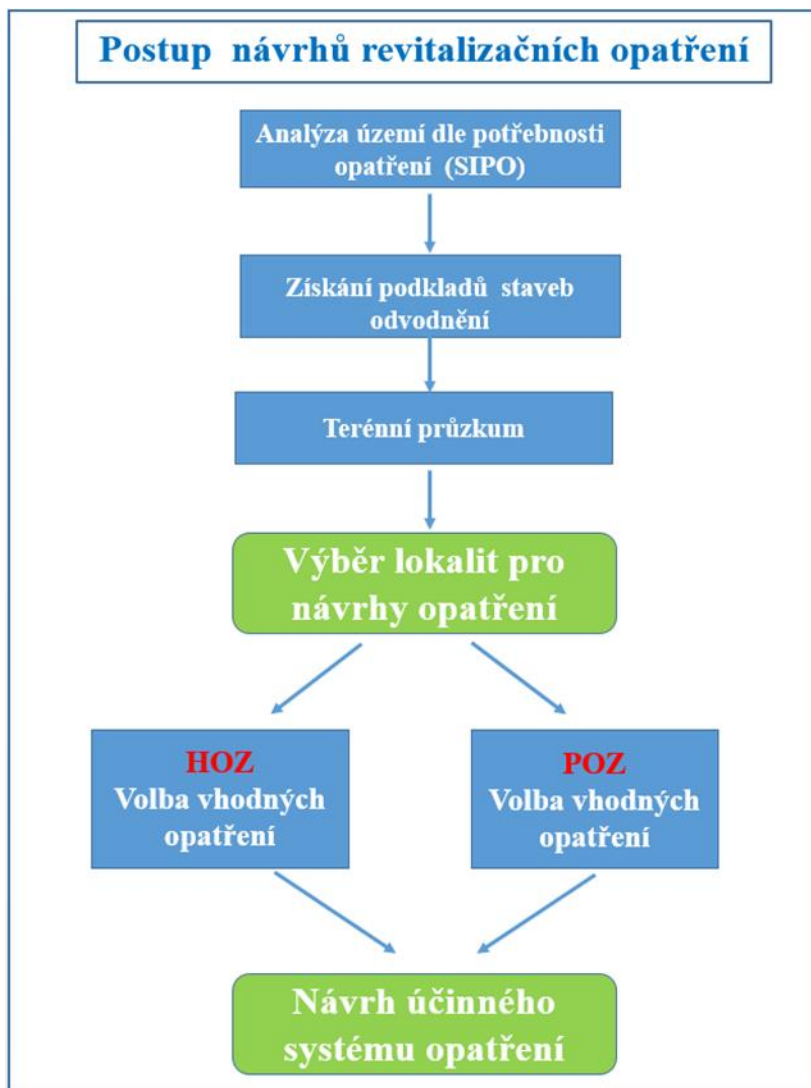 Postup návrhů revitalizačních opatření
Analýza území dle potřebnosti
opatření (SIPO)
Získání podkladů staveb
odvodnění
Terénní průzkum
Výběr lokalit pro
návrhy opatření
HOZ
Volba vhodných
opatření
POZ
Volba vhodných
opatření
Návrh účinného
systému opatření